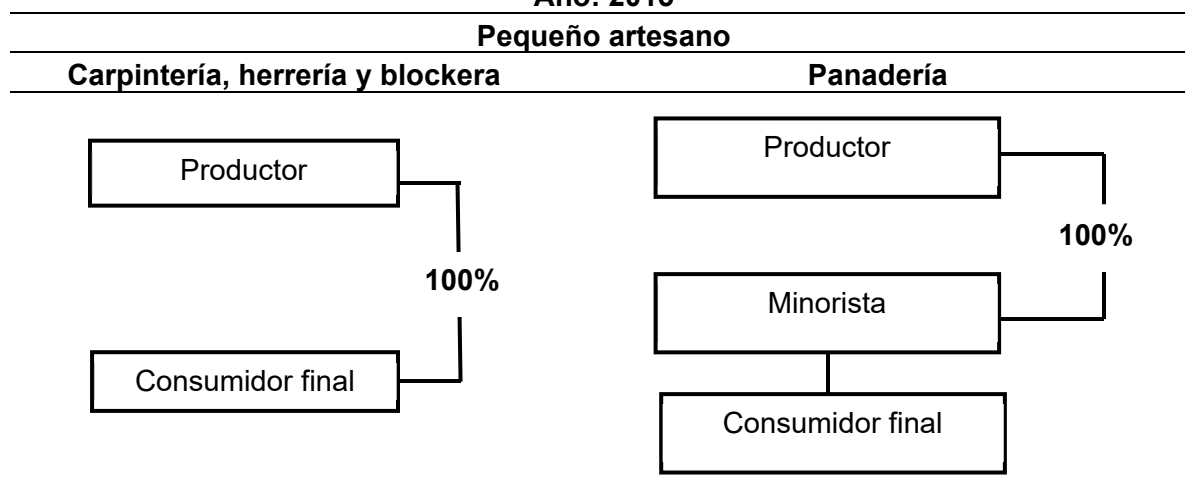 Pequeño artesano
Carpintería, herrería y blockera
Panadería
Productor
100%
Consumidor final
Productor
100%
Minorista
Consumidor final